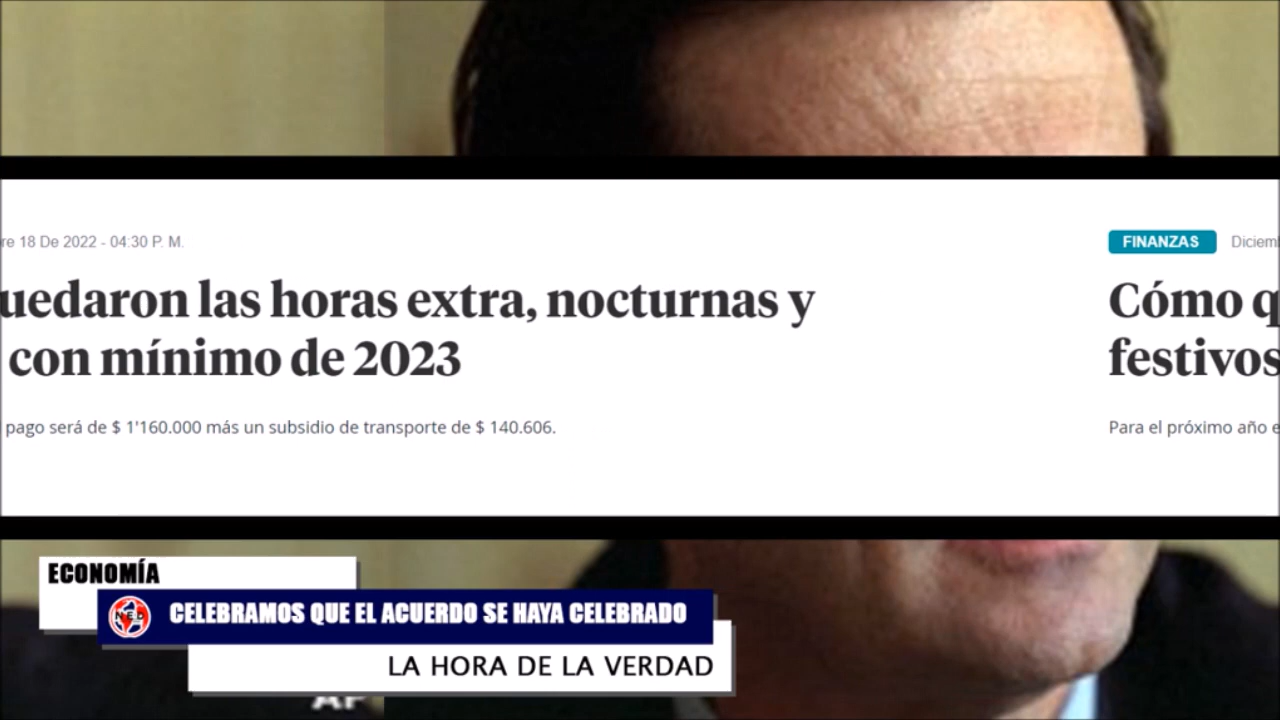 re 18 De 2022 - 04:30 P. M.
uedaron las horas extra, nocturnas y
con mínimo de 2023
pago será de $ 1'160.000 más un subsidio de transporte de $ 140.606.
FINANZAS Diciem
Cómo q
festivos
Para el próximo año e
ECONOMÍA
CELEBRAMOS QUE EL ACUERDO SE HAYA CELEBRADO
LA HORA DE LA VERDAD